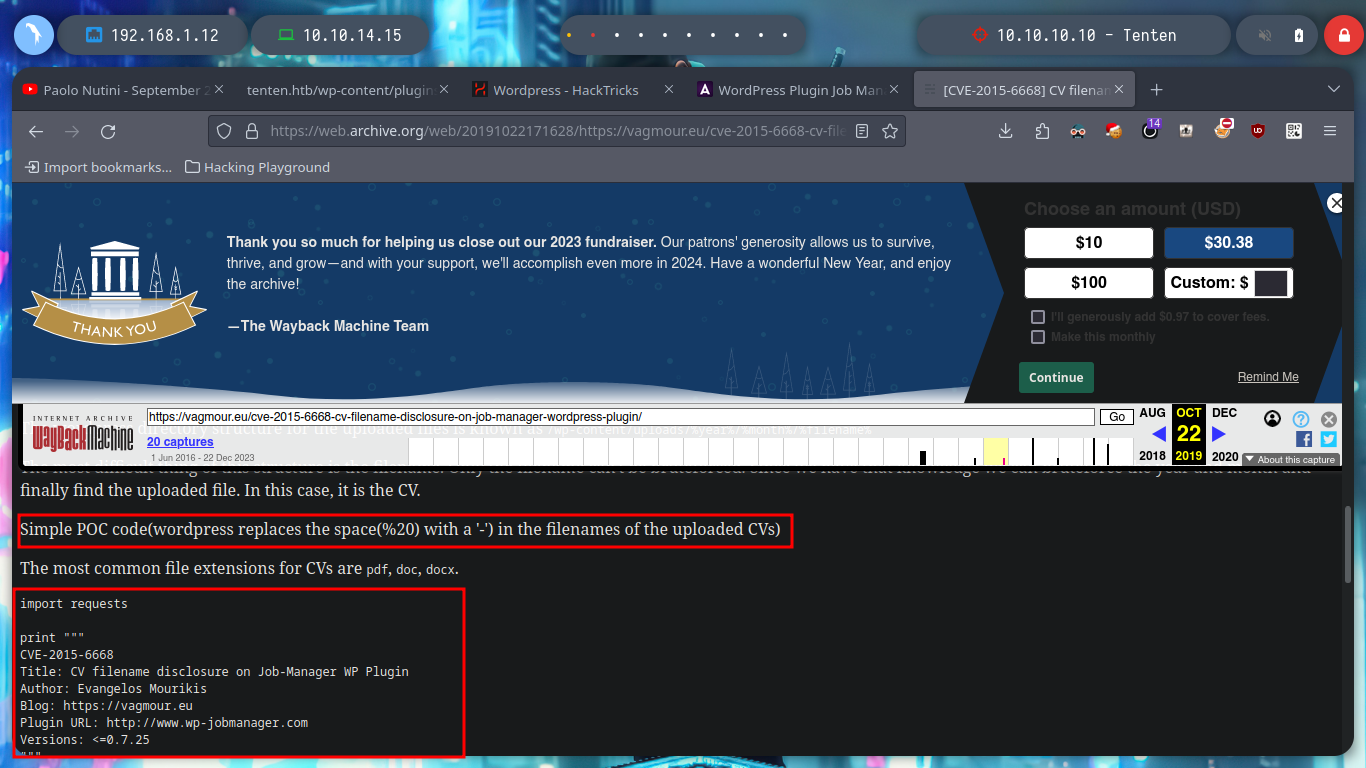 192.168.1.12
10.10.14.15
10.10.10.10 - Tenten
Paolo Nutini - September 2
tenten.htb/wp-content/plugin
Wordpress - HackTricks
WordPress Plugin Job Man
[CVE-2015-6668] CV filenam
https://web.archive.org/web/20191022171628/https://vagmour.eu/cve-2015-6668-cv-file
14
Import bookmarks...
Hacking Playground
THANK YOU
Thank you so much for helping us close out our 2023 fundraiser. Our patrons' generosity allows us to survive,
thrive, and grow—and with your support, we'll accomplish even more in 2024. Have a wonderful New Year, and enjoy
the archive!
—The Wayback Machine Team
Choose an amount (USD)
$10
$30.38
$100
Custom: $
I'll generously add $0.97 to cover fees.
Make this monthly
Continue
Remind Me
INTERNET ARCHIVE
WayBackMachine
https://vagmour.eu/cve-2015-6668-cv-filename-disclosure-on-job-manager-wordpress-plugin/
Go
20 captures
1 Jun 2016 - 22 Dec 2023
AUG
OCT
DEC
22
2018
2019
2020
About this capture
directory structure for the uploaded files is known as
finally find the uploaded file. In this case, it is the CV.
Simple POC code(wordpress replaces the space(%20) with a '-') in the filenames of the uploaded CVs)
The most common file extensions for CVs are pdf, doc, docx.
import requests
print """
CVE-2015-6668
Title: CV filename disclosure on Job-Manager WP Plugin
Author: Evangelos Mourikis
Blog: https://vagmour.eu
Plugin URL: http://www.wp-jobmanager.com
Versions: <=0.7.25
"""